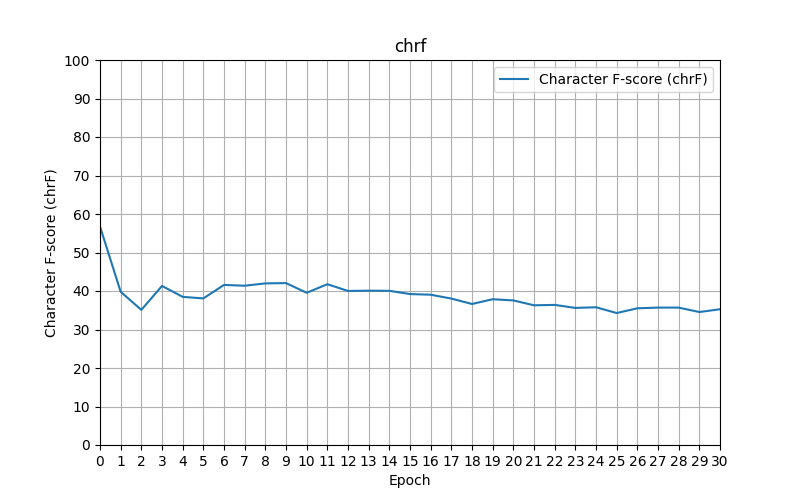 chrf
100
90
80
70
60
50
40
30
20
10
0
Character F-score (chrF)
Character F-score (chrF)
0 1 2 3 4 5 6 7 8 9 10 11 12 13 14 15 16 17 18 19 20 21 22 23 24 25 26 27 28 29 30
Epoch